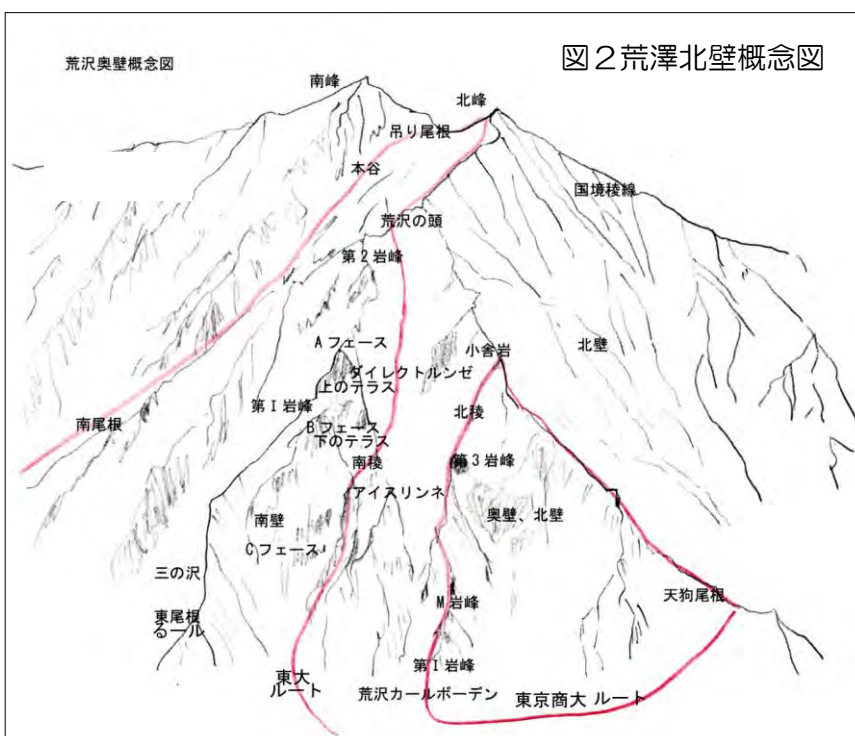 図２荒澤北壁概念図
荒沢奥壁概念図
南峰
北峰
吊り尾根
本谷
国境稜線
荒沢の頭
第２岩峰
Aフェース
小舎岩
北壁
ダイレクトルンゼ
上のテラス
第Ⅰ岩峰
北稜
南尾根
Bフェース
下のテラス
南稜
第３岩峰
アイスリンネ
奥壁、北壁
南壁
Cフェース
三の沢
天狗尾根
M岩峰
東尾根
るール
第Ⅰ岩峰
東大
ルート
荒沢カールボーデン
東京商大 ルート